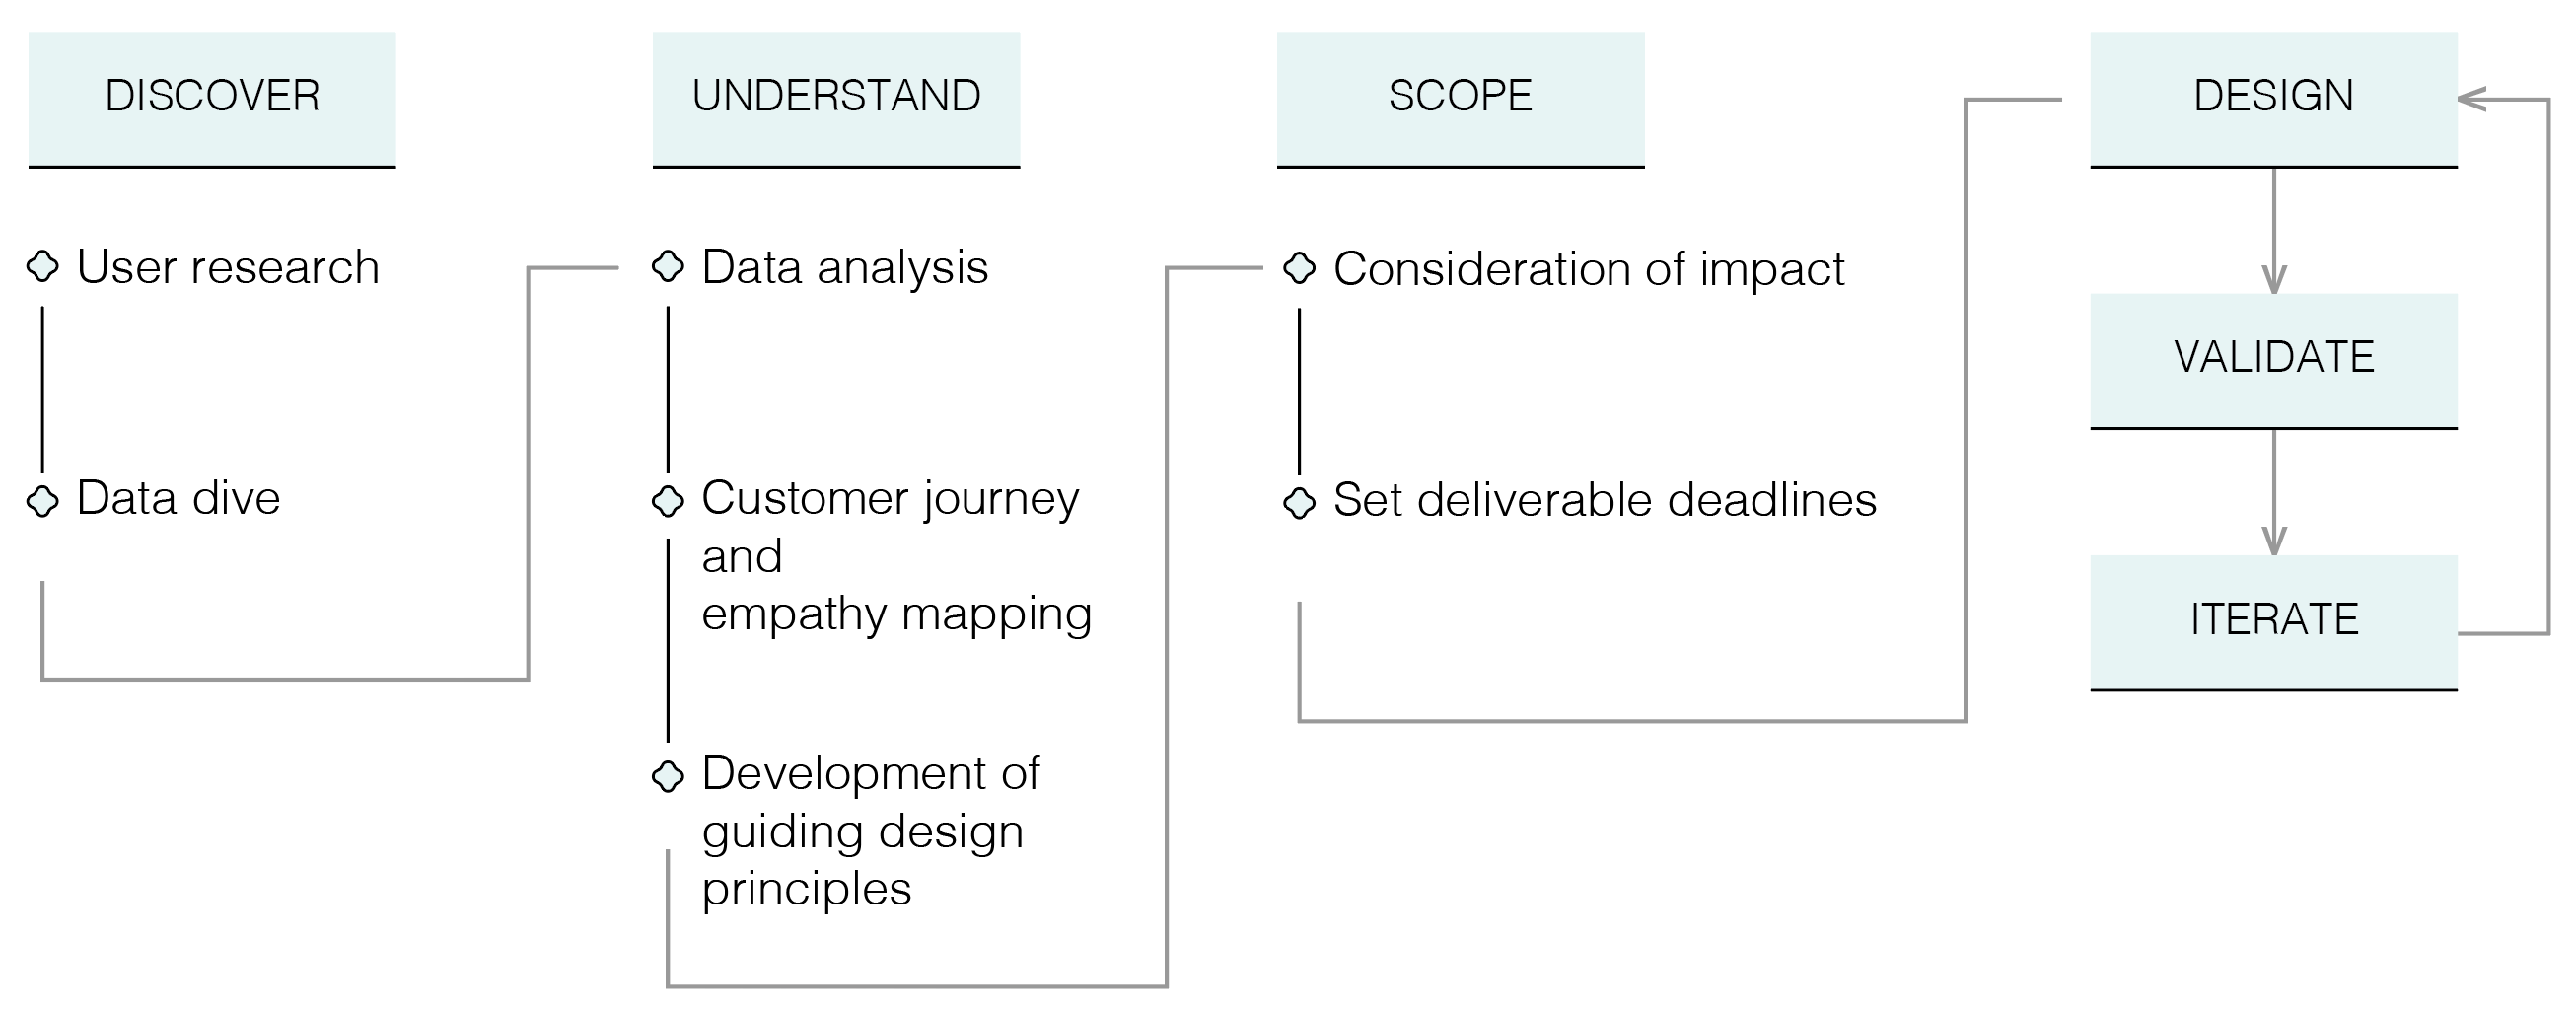 DISCOVER
User research
Data dive
UNDERSTAND
Data analysis
Customer journey
and
empathy mapping
Development of
guiding design
principles
SCOPE
Consideration of impact
Set deliverable deadlines
DESIGN
VALIDATE
ITERATE